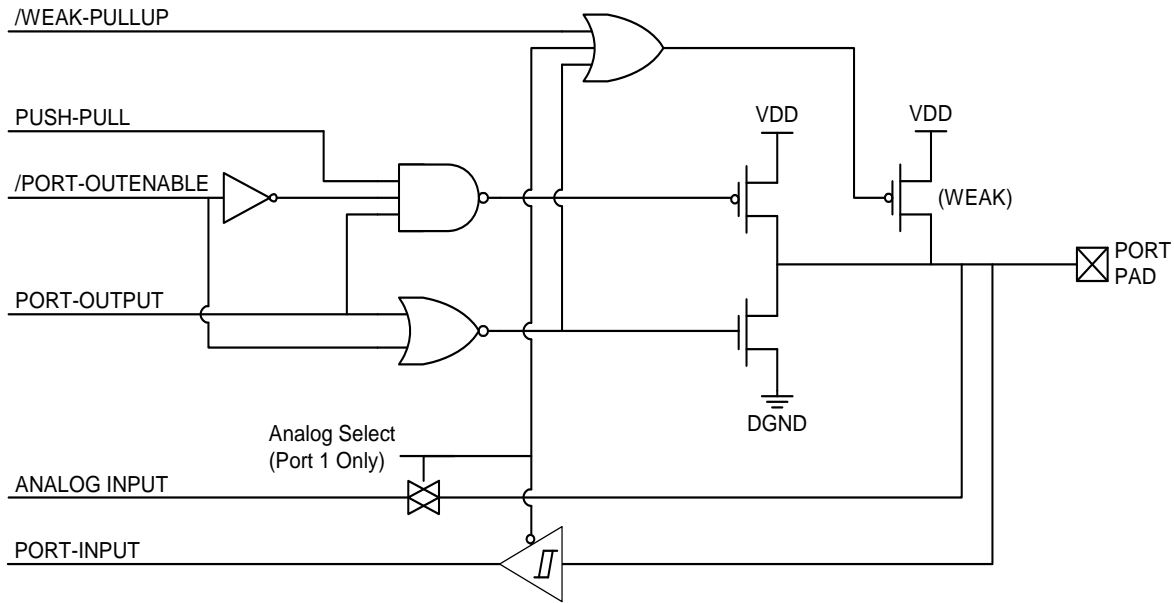 /WEAK-PULLUP
PUSH-PULL
VDD
VDD
/PORT-OUTENABLE
(WEAK)
PORT
PAD
PORT-OUTPUT
DGND
Analog Select
(Port 1 Only)
ANALOG INPUT
PORT-INPUT